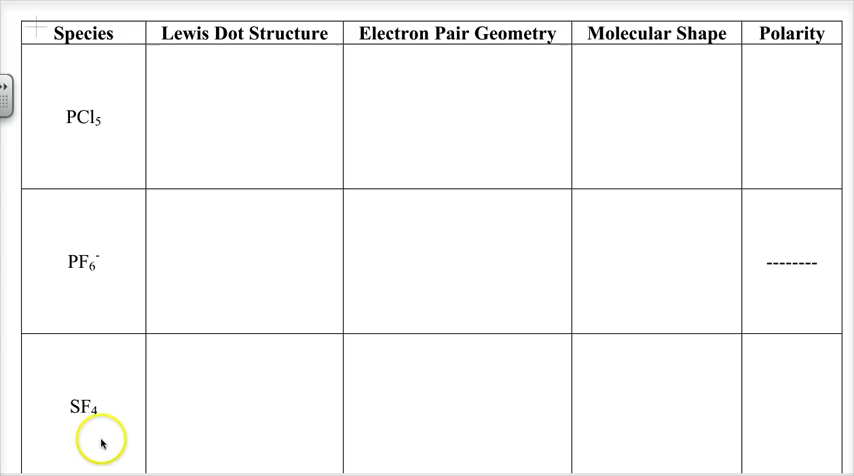 Species Lewis Dot Structure Electron Pair Geometry Molecular Shape Polarity
PCl₅
PF₆⁻ --------
SF₄